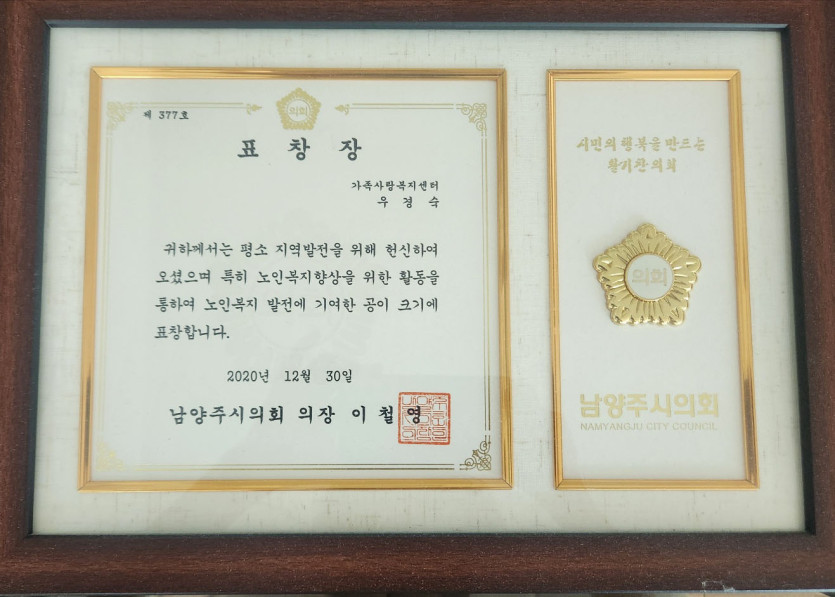 제 377호
의회
표 창 장
가족사랑복지센터
우 경 숙
귀하께서는 평소 지역발전을 위해 헌신하여
오셨으며 특히 노인복지향상을 위한 활동을
통하여 노인복지 발전에 기여한 공이 크기에
표창합니다.
2020년 12월 30일
남양주시의회 의장 이 철 영
시민의 행복을 만드는
활기찬 의회
의회
남양주시의회
NAMYANGJU CITY COUNCIL